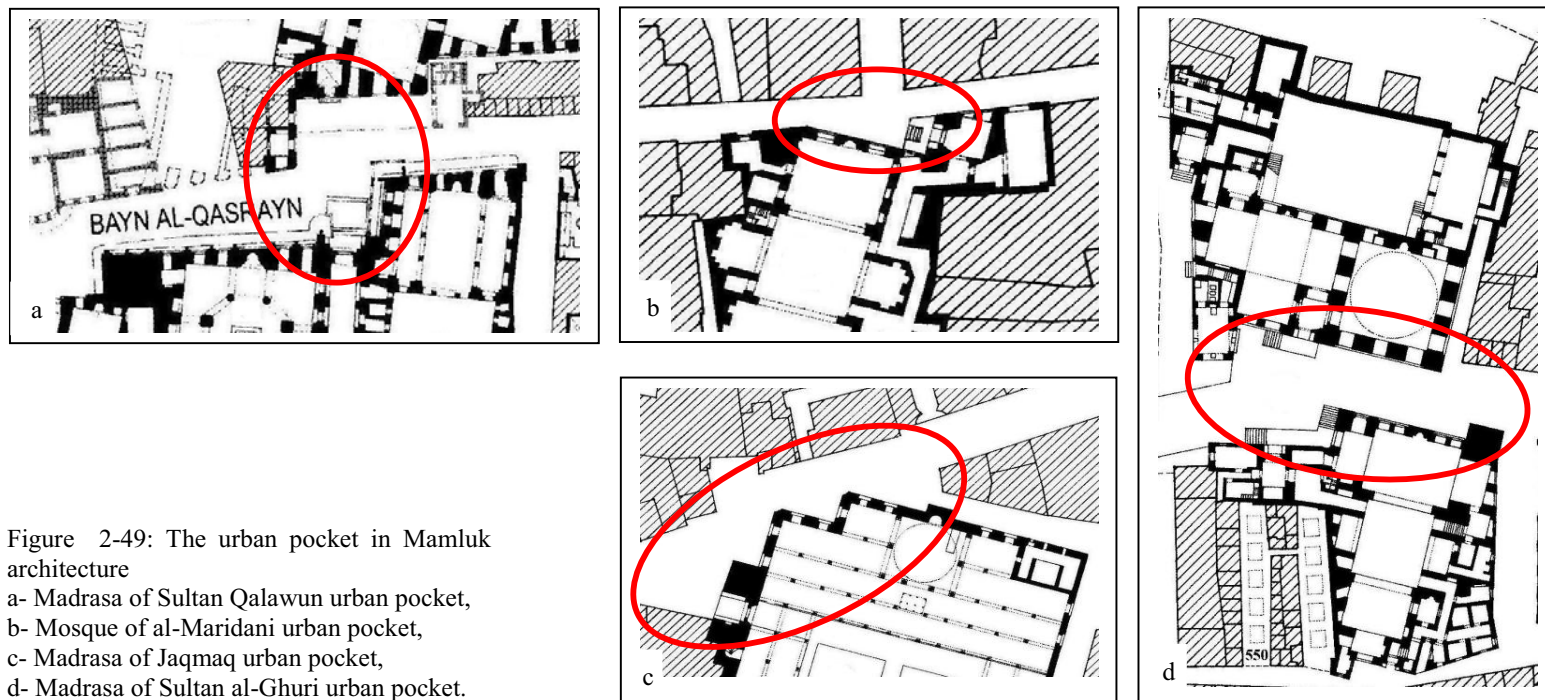 BAYN AL-QASRAYN
a
b
c
550
d
Figure 2-49: The urban pocket in Mamluk
architecture
a- Madrasa of Sultan Qalawun urban pocket,
b- Mosque of al-Maridani urban pocket,
c- Madrasa of Jaqmaq urban pocket,
d- Madrasa of Sultan al-Ghuri urban pocket.